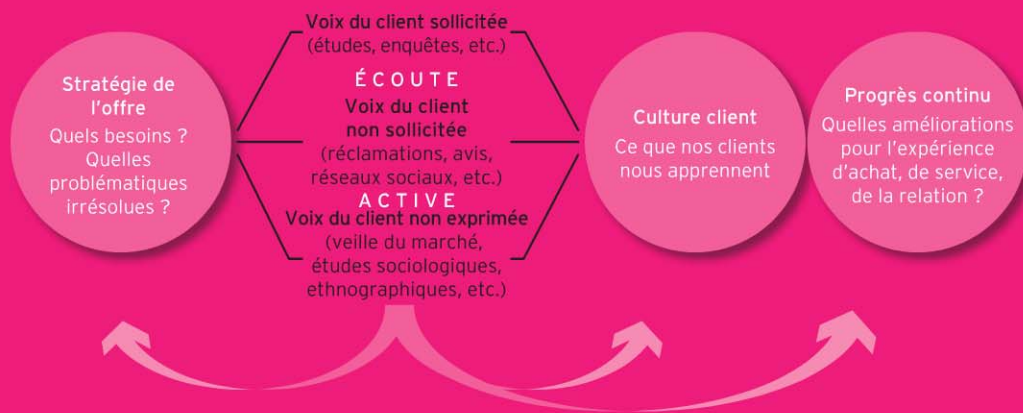 Stratégie de
l'offre
Quels besoins ?
Quelles
problématiques
irrésolues ?
Voix du client sollicitée
(études, enquêtes, etc.)
ÉCOUTE
Voix du client
non sollicitée
(réclamations, avis,
réseaux sociaux, etc.)
ACTIVE
Voix du client non exprimée
(veille du marché,
études sociologiques,
ethnographiques, etc.)
Culture client
Ce que nos clients
nous apprennent
Progrès continu
Quelles améliorations
pour l'expérience
d'achat, de service,
de la relation ?